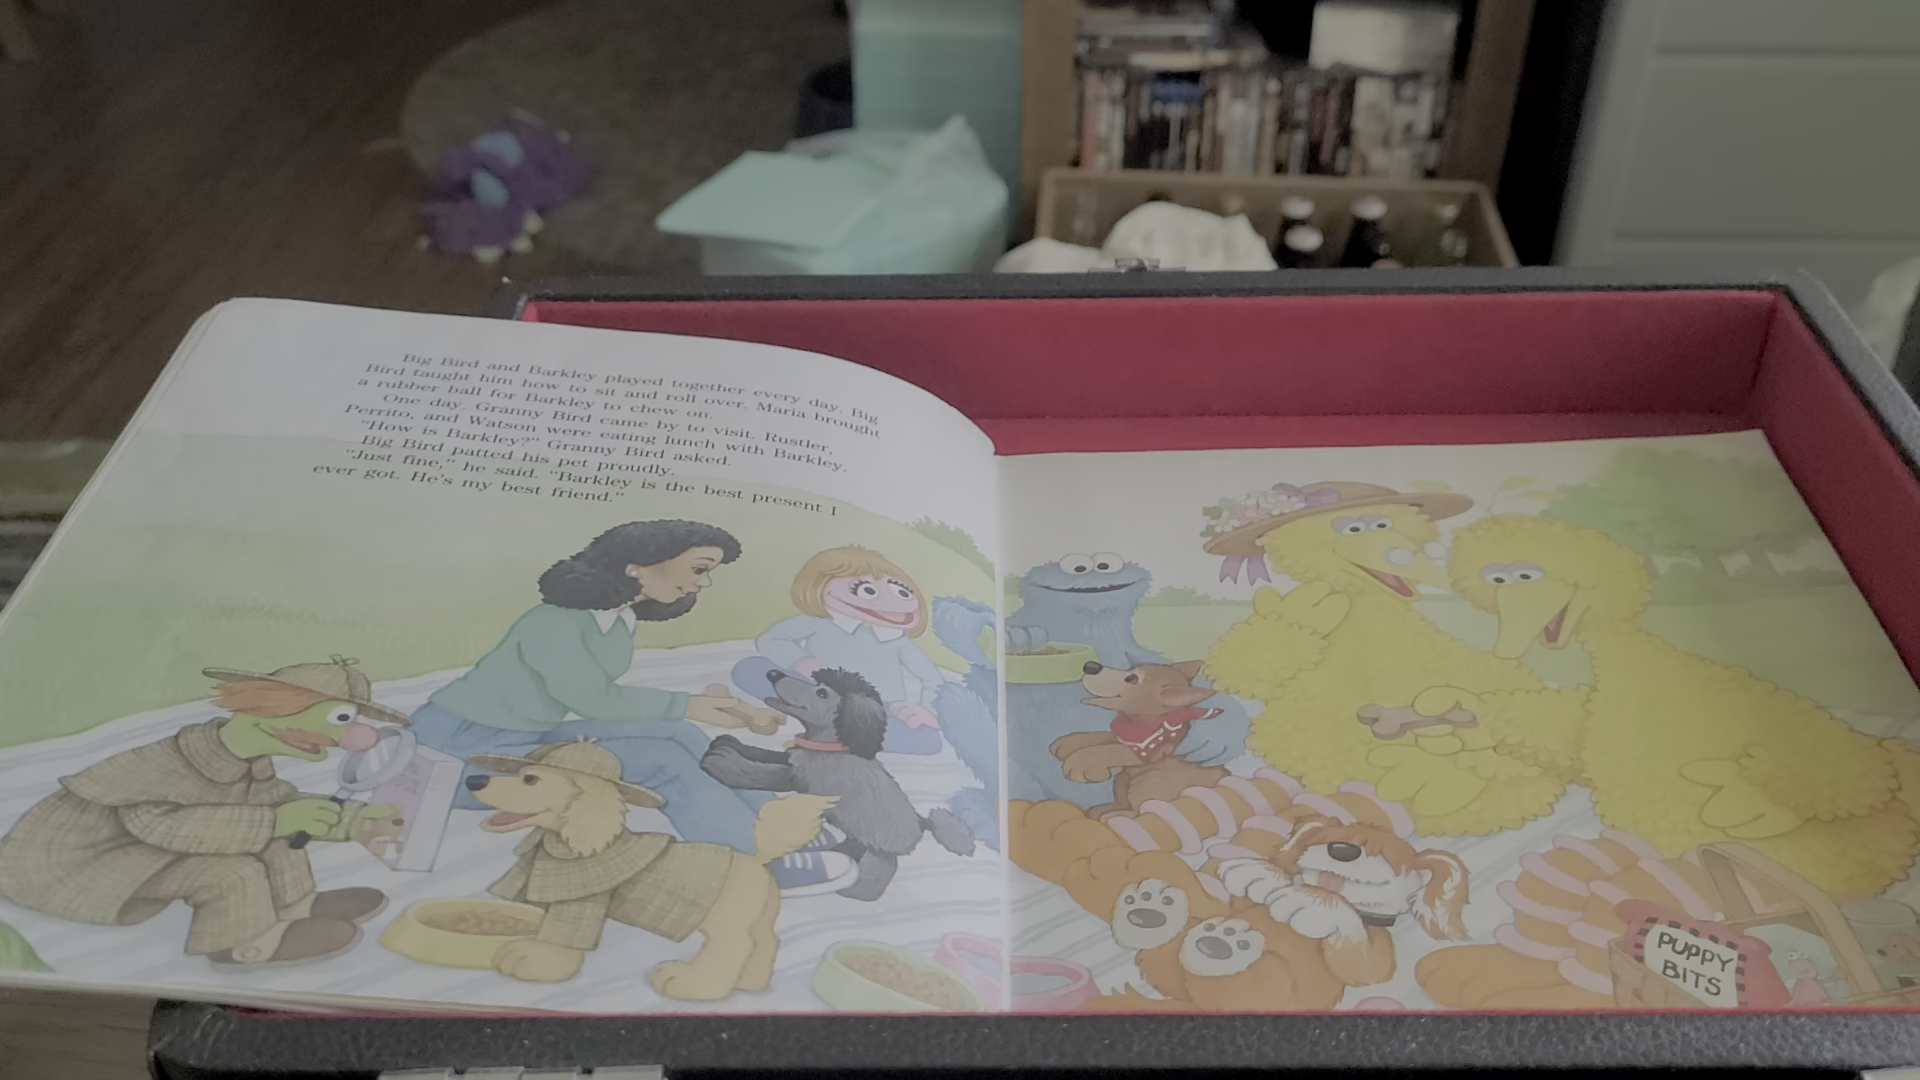 Big Bird and Barkley played together every day. Big
Bird taught him how to sit and roll over. Maria brought
a rubber ball for Barkley to chew on.
One day, Granny Bird came by to visit. Rustler,
Perrito, and Watson were eating lunch with Barkley.
"How is Barkley?" Granny Bird asked.
Big Bird patted his pet proudly.
"Just fine," he said. "Barkley is the best present I
ever got. He's my best friend."
PUPPY
BITS